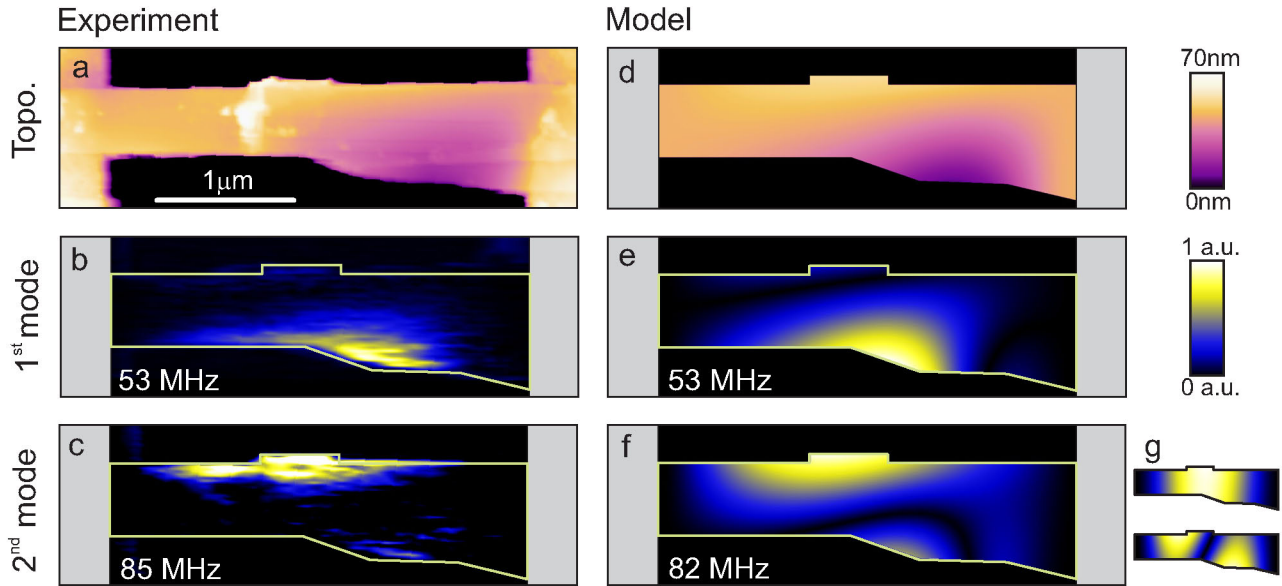 Experiment
Model
Topo.
a
1μm
d
70nm
0nm
1st mode
b
53 MHz
e
53 MHz
1 a.u.
0 a.u.
2nd mode
c
85 MHz
f
82 MHz
g